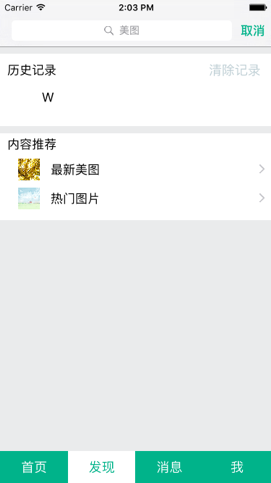 Carrier 2:03 PM
美图 取消
历史记录 清除记录
W
内容推荐
最新美图
热门图片
首页 发现 消息 我